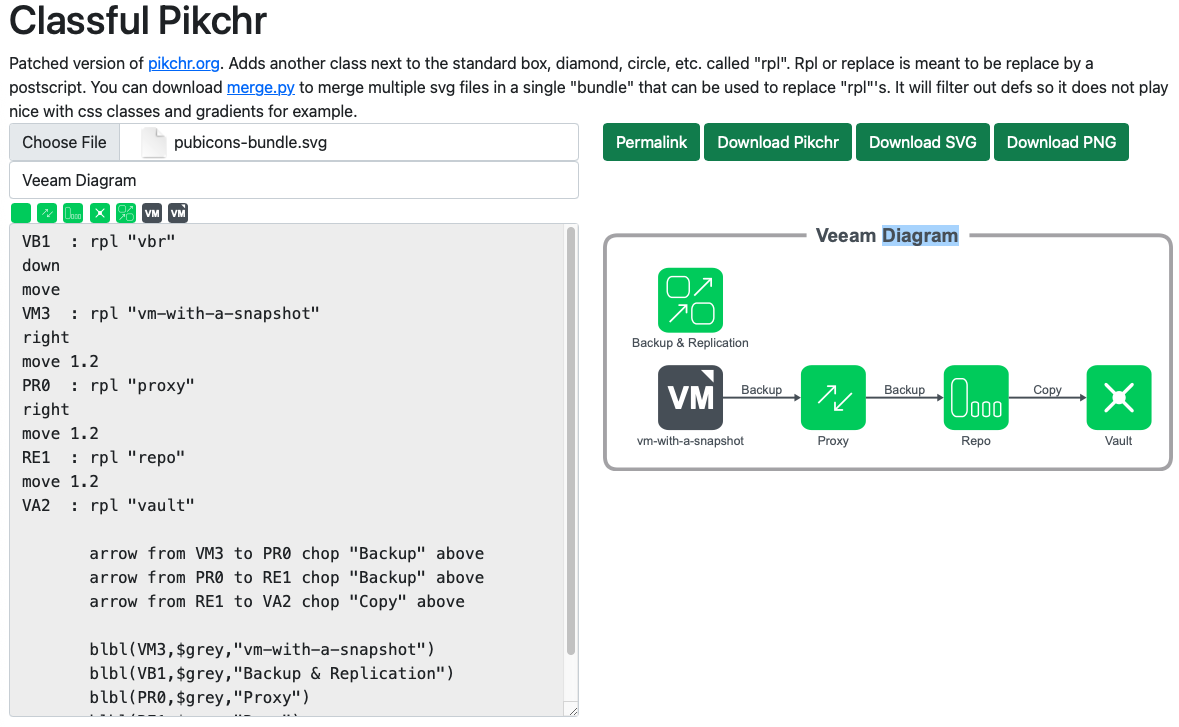 Classful Pikchr
Patched version of pikchr.org. Adds another class next to the standard box, diamond, circle, etc. called "rpl". Rpl or replace is meant to be replace by a
postscript. You can download merge.py to merge multiple svg files in a single "bundle" that can be used to replace "rpl"'s. It will filter out defs so it does not play
nice with css classes and gradients for example.
Choose File pubicons-bundle.svg
Permalink Download Pikchr Download SVG Download PNG
Veeam Diagram
VM VM
VB1 : rpl "vbr"
down
move
VM3 : rpl "vm-with-a-snapshot"
right
move 1.2
PR0 : rpl "proxy"
right
move 1.2
RE1 : rpl "repo"
move 1.2
VA2 : rpl "vault"
arrow from VM3 to PR0 chop "Backup" above
arrow from PR0 to RE1 chop "Backup" above
arrow from RE1 to VA2 chop "Copy" above
blbl(VM3,$grey,"vm-with-a-snapshot")
blbl(VB1,$grey,"Backup & Replication")
blbl(PR0,$grey,"Proxy")
Veeam Diagram
Backup & Replication
VM Backup Backup Copy
vm-with-a-snapshot Proxy Repo Vault